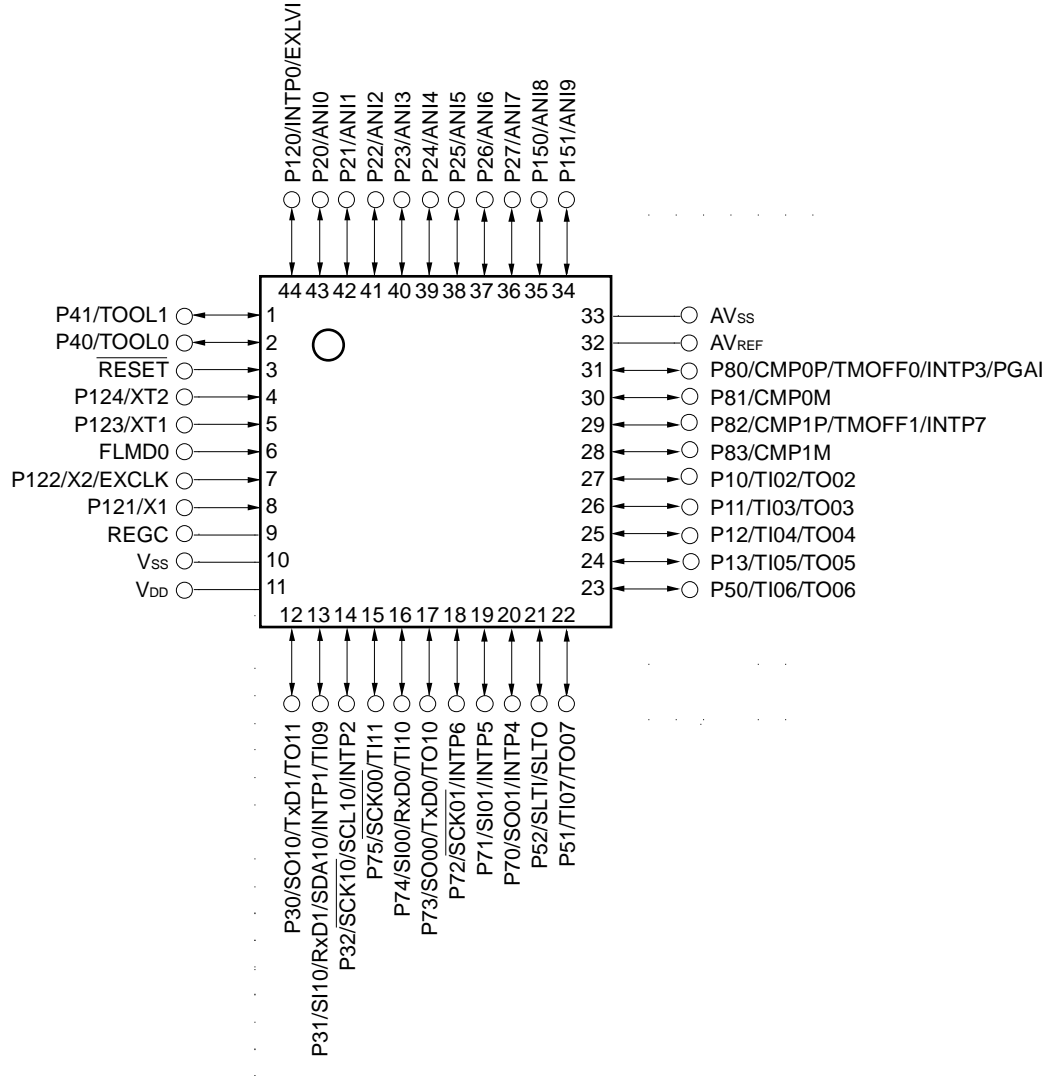 P120/INTP0/EXLVI
P20/ANI0
P21/ANI1
P22/ANI2
P23/ANI3
P24/ANI4
P25/ANI5
P26/ANI6
P27/ANI7
P150/ANI8
P151/ANI9
44 43 42 41 40 39 38 37 36 35 34
P41/TOOL1 1
P40/TOOL0 2
RESET 3
P124/XT2 4
P123/XT1 5
FLMD0 6
P122/X2/EXCLK 7
P121/X1 8
REGC 9
VSS 10
VDD 11
33 AVSS
32 AVREF
31 P80/CMP0P/TMOFF0/INTP3/PGAI
30 P81/CMP0M
29 P82/CMP1P/TMOFF1/INTP7
28 P83/CMP1M
27 P10/TI02/TO02
26 P11/TI03/TO03
25 P12/TI04/TO04
24 P13/TI05/TO05
23 P50/TI06/TO06
12 13 14 15 16 17 18 19 20 21 22
P30/SO10/TxD1/TO11
P31/SI10/RxD1/SDA10/INTP1/TI09
P32/SCK10/SCL10/INTP2
P75/SCK00/TI11
P74/SI00/RxD0/TI10
P73/SO00/TxD0/TO10
P72/SCK01/INTP6
P71/SI01/INTP5
P70/SO01/INTP4
P52/SLTI/SLTO
P51/TI07/TO07